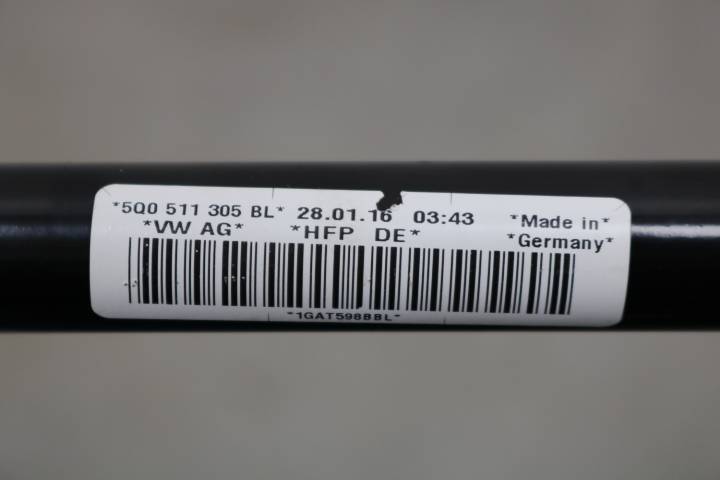 *5Q0 511 305 BL* 28.01.16 03:43 *Made in*
*VW AG* *HFP DE* *Germany*
*1GAT598BBL*